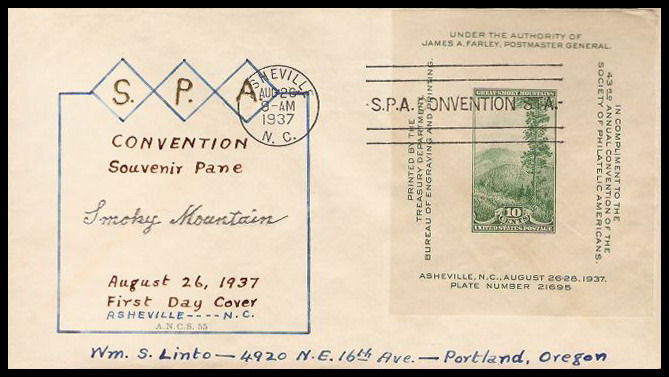 S. P. A
CONVENTION
Souvenir Pane
Smoky Mountain
August 26, 1937
First Day Cover
ASHEVILLE----N.C.
A.N.C.S. 55
ASHEVILLE
AUG 26
9-AM
1937
N. C.
S.P.A. CONVENTION STA.
UNDER THE AUTHORITY OF
JAMES A. FARLEY, POSTMASTER GENERAL.
PRINTED BY THE
TREASURY DEPARTMENT,
BUREAU OF ENGRAVING AND PRINTING.
GREAT SMOKY MOUNTAINS
10
CENTS
UNITED STATES POSTAGE
IN COMPLIMENT TO THE
43RD ANNUAL CONVENTION OF THE
SOCIETY OF PHILATELIC AMERICANS.
ASHEVILLE, N.C., AUGUST 26-28, 1937.
PLATE NUMBER 21695
Wm. S. Linto — 4920 N.E. 16th Ave. — Portland, Oregon